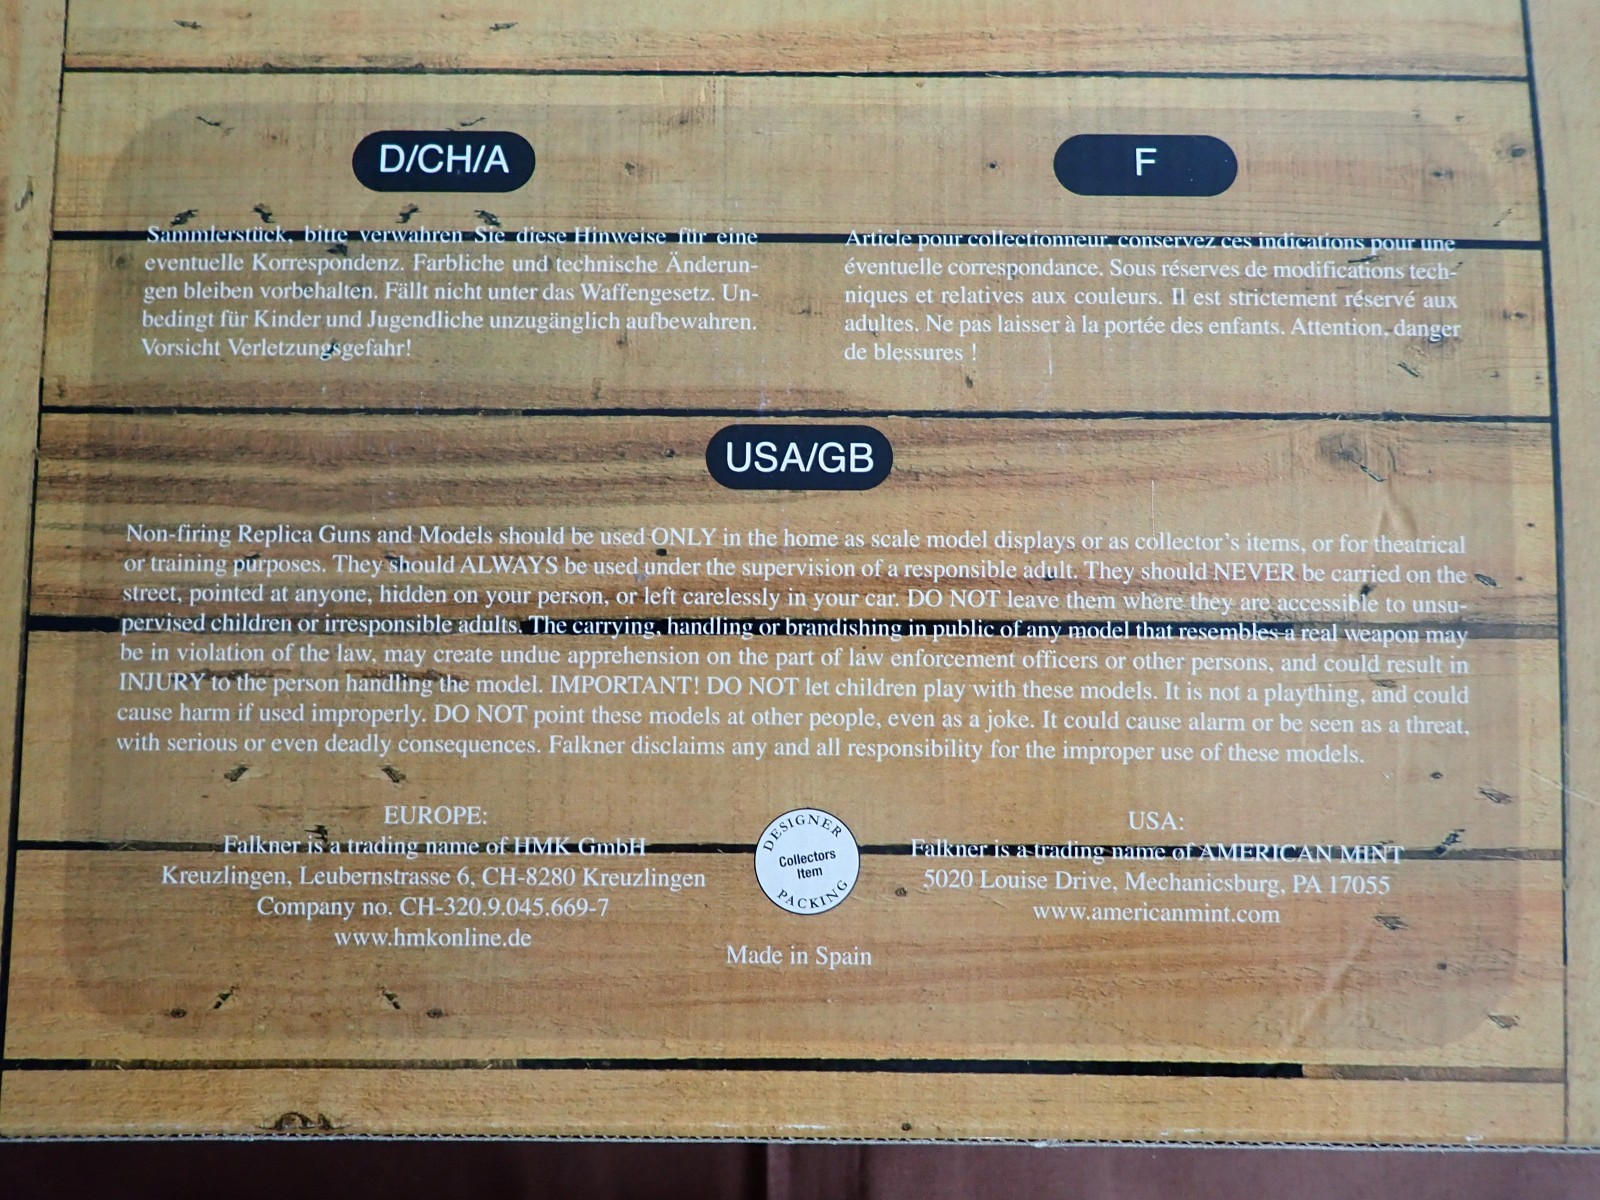 D/CH/A
Sammlerstück, bitte verwahren Sie diese Hinweise für eine
eventuelle Korrespondenz. Farbliche und technische Änderun-
gen bleiben vorbehalten. Fällt nicht unter das Waffengesetz. Un-
bedingt für Kinder und Jugendliche unzugänglich aufbewahren.
Vorsicht Verletzungsgefahr!
F
Article pour collectionneur, conservez ces indications pour une
éventuelle correspondance. Sous réserves de modifications tech-
niques et relatives aux couleurs. Il est strictement réservé aux
adultes. Ne pas laisser à la portée des enfants. Attention, danger
de blessures !
USA/GB
Non-firing Replica Guns and Models should be used ONLY in the home as scale model displays or as collector's items, or for theatrical
or training purposes. They should ALWAYS be used under the supervision of a responsible adult. They should NEVER be carried on the
street, pointed at anyone, hidden on your person, or left carelessly in your car. DO NOT leave them where they are accessible to unsu-
pervised children or irresponsible adults. The carrying, handling or brandishing in public of any model that resembles a real weapon may
be in violation of the law, may create undue apprehension on the part of law enforcement officers or other persons, and could result in
INJURY to the person handling the model. IMPORTANT! DO NOT let children play with these models. It is not a plaything, and could
cause harm if used improperly. DO NOT point these models at other people, even as a joke. It could cause alarm or be seen as a threat,
with serious or even deadly consequences. Falkner disclaims any and all responsibility for the improper use of these models.
EUROPE:
Falkner is a trading name of HMK GmbH
Kreuzlingen, Leubernstrasse 6, CH-8280 Kreuzlingen
Company no. CH-320.9.045.669-7
www.hmkonline.de
DESIGNER
Collectors
Item
PACKING
Made in Spain
USA:
Falkner is a trading name of AMERICAN MINT
5020 Louise Drive, Mechanicsburg, PA 17055
www.americanmint.com